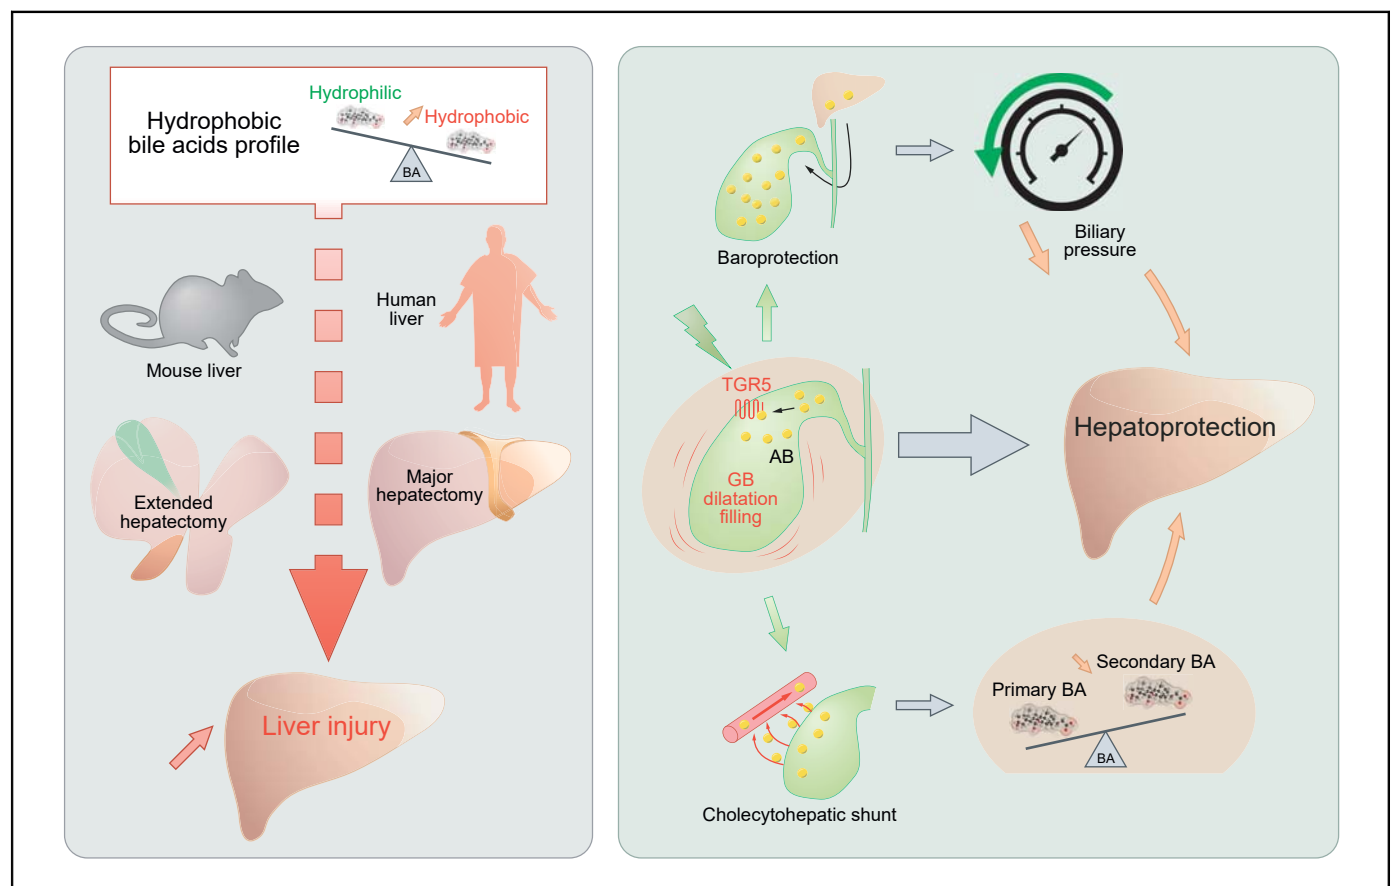 Hydrophobic
bile acids profile
Hydrophilic
Hydrophobic
BA
Mouse liver
Human
liver
Extended
hepatectomy
Major
hepatectomy
Liver injury
Baroprotection
Biliary
pressure
TGR5
AB
GB
dilatation
filling
Hepatoprotection
Cholecytohepatic shunt
Primary BA
Secondary BA
BA